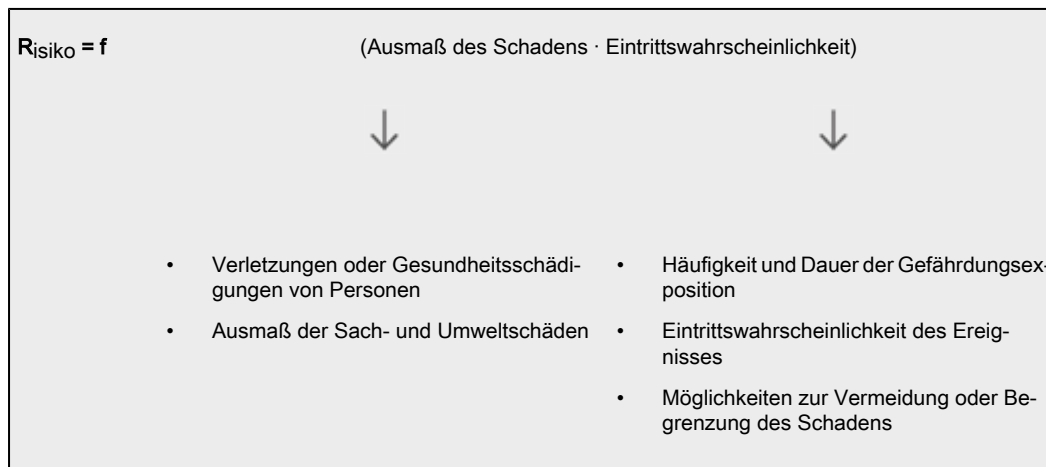 Risiko = f (Ausmaß des Schadens · Eintrittswahrscheinlichkeit)
• Verletzungen oder Gesundheitsschädi-
gungen von Personen
• Ausmaß der Sach- und Umweltschäden
• Häufigkeit und Dauer der Gefährdungsex-
position
• Eintrittswahrscheinlichkeit des Ereig-
nisses
• Möglichkeiten zur Vermeidung oder Be-
grenzung des Schadens